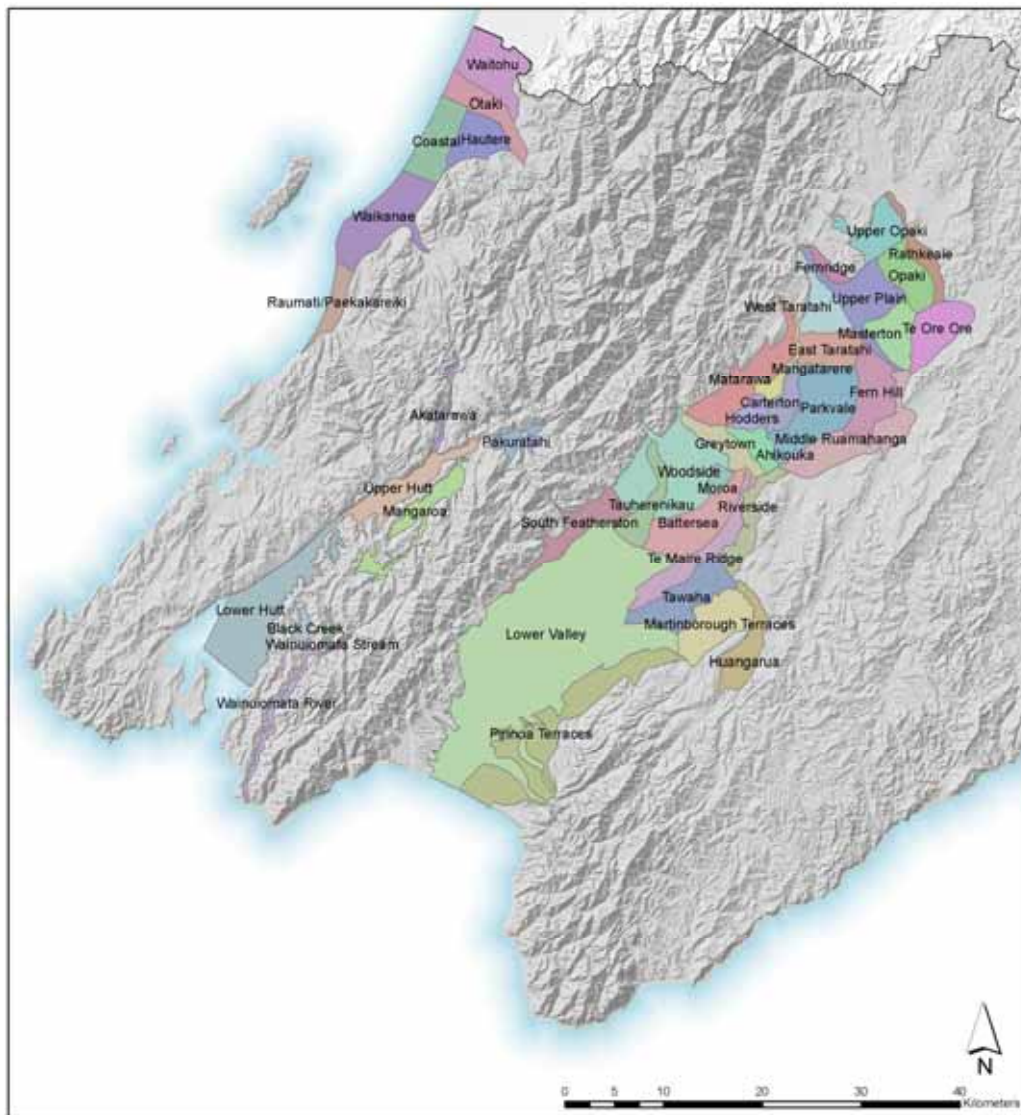 Waitohu
Otaki
Coastal
Hautere
Waikanae
Raumati/Paekakareiki
Upper Opaki
Rathkeale
Fernridge
Opaki
Upper Plain
West Taratahi
Masterton
Te Ore Ore
East Taratahi
Mangatarere
Matarawa
Fern Hill
Carterton
Parkvale
Hodders
Akatarawa
Pakuratahi
Greytown
Middle Ruamahanga
Ahikouka
Woodside
Upper Hutt
Moroa
Mangaroa
Tauherenikau
Riverside
South Featherston
Battersea
Te Maire Ridge
Tawaha
Lower Hutt
Martinborough Terraces
Black Creek
Lower Valley
Wainuiomata Stream
Huangarua
Wainuiomata River
Pirinoa Terraces
N
0 5 10 20 30 40
Kilometers